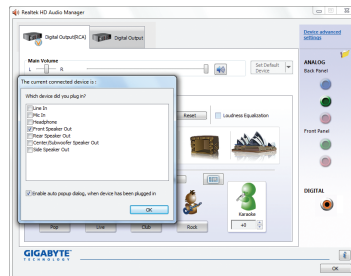 Realtek HD Audio Manager
Digital Output(RCA)
Digital Output
Device advanced
settings
Main Volume
L
R
Set Default
Device
ANALOG
Back Panel
The current connected device is :
Which device did you plug in?
Line In
Mic In
Headphone
Front Speaker Out
Rear Speaker Out
Center/Subwoofer Speaker Out
Side Speaker Out
Enable auto popup dialog, when device has been plugged in
OK
Reset
Loudness Equalization
Front Panel
Karaoke
+0
DIGITAL
Pop
Live
Club
Rock
GIGABYTE
TECHNOLOGY
OK